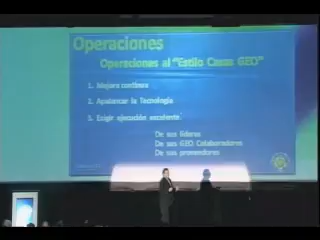 Operaciones
Operaciones al "Estilo Casas GEO"
1. Mejora continua
2. Apalancar la Tecnología
3. Exigir ejecución excelente.
De sus líderes
De sus GEO Colaboradores
De sus proveedores